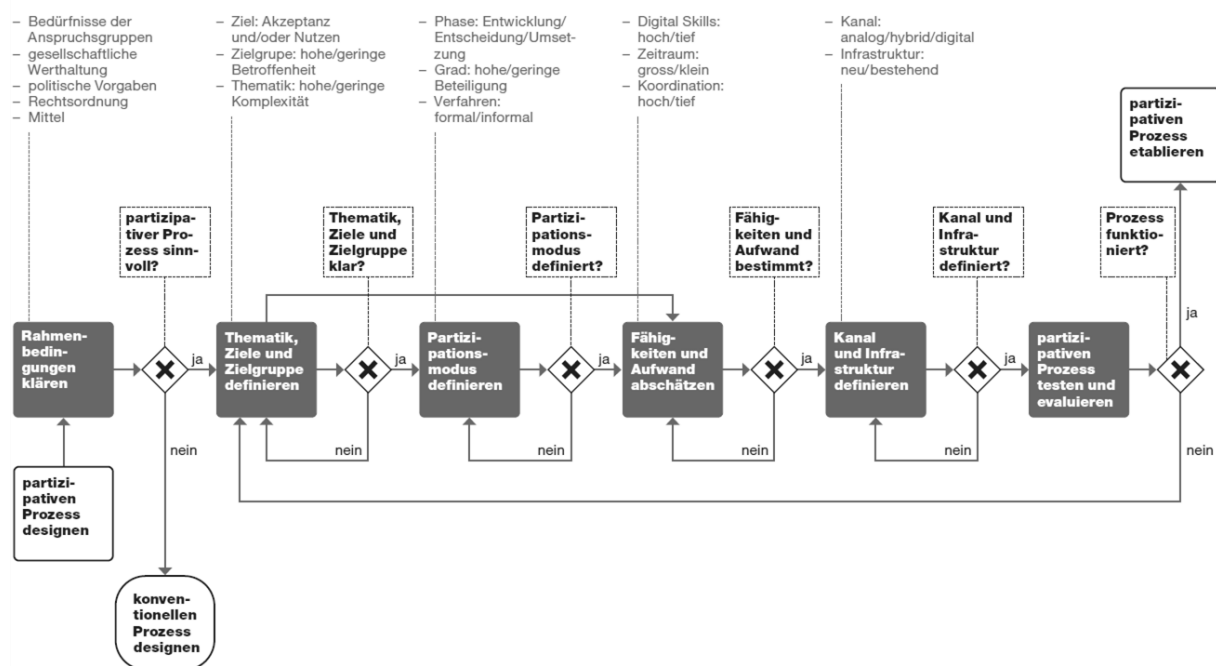 – Bedürfnisse der
Anspruchsgruppen
– gesellschaftliche
Werthaltung
– politische Vorgaben
– Rechtsordnung
– Mittel
– Ziel: Akzeptanz
und/oder Nutzen
– Zielgrupe: hohe/geringe
Betroffenheit
– Thematik: hohe/geringe
Komplexität
– Phase: Entwicklung/
Entscheidung/Umset-
zung
– Grad: hohe/geringe
Beteiligung
– Verfahren:
formal/informal
– Digital Skills:
hoch/tief
– Zeitraum:
gross/klein
– Koordination:
hoch/tief
– Kanal:
analog/hybrid/digital
– Infrastruktur:
neu/bestehend
partizi-
pativen
Prozess
etablieren
partizipa-
tiver Pro-
zess sinn-
voll?
Thematik,
Ziele und
Zielgruppe
klar?
Partizi-
pations-
modus
definiert?
Fähig-
keiten und
Aufwand
bestimmt?
Kanal und
Infra-
struktur
definiert?
Prozess
funktio-
niert?
ja
Rahmen-
bedin-
gungen
klären
ja
Thematik,
Ziele und
Zielgruppe
definieren
ja
Partizi-
pations-
modus
definieren
ja
Fähig-
keiten und
Aufwand
abschätzen
ja
Kanal
und Infra-
struktur
definieren
ja
partizi-
pativen
Prozess
testen und
evaluieren
nein
nein
nein
nein
nein
nein
partizi-
pativen
Prozess
designen
konven-
tionellen
Prozess
designen